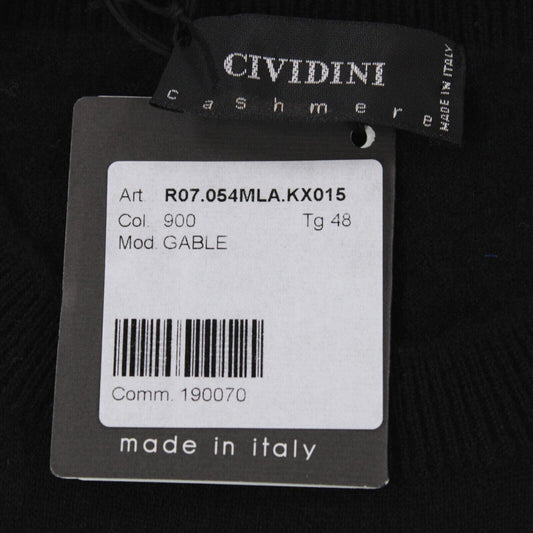 CIVIDINI
cashmere
MADE IN ITALY
Art. R07.054MLA.KX015
Col. 900 Tg 48
Mod. GABLE
Comm. 190070
made in italy